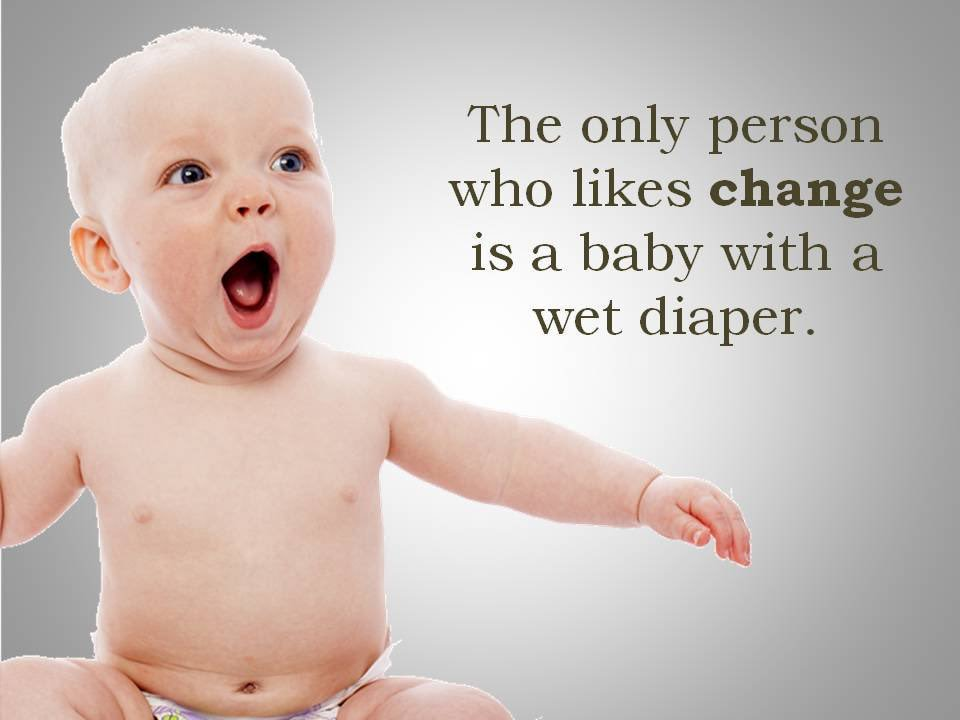 The only person
who likes change
is a baby with a
wet diaper.